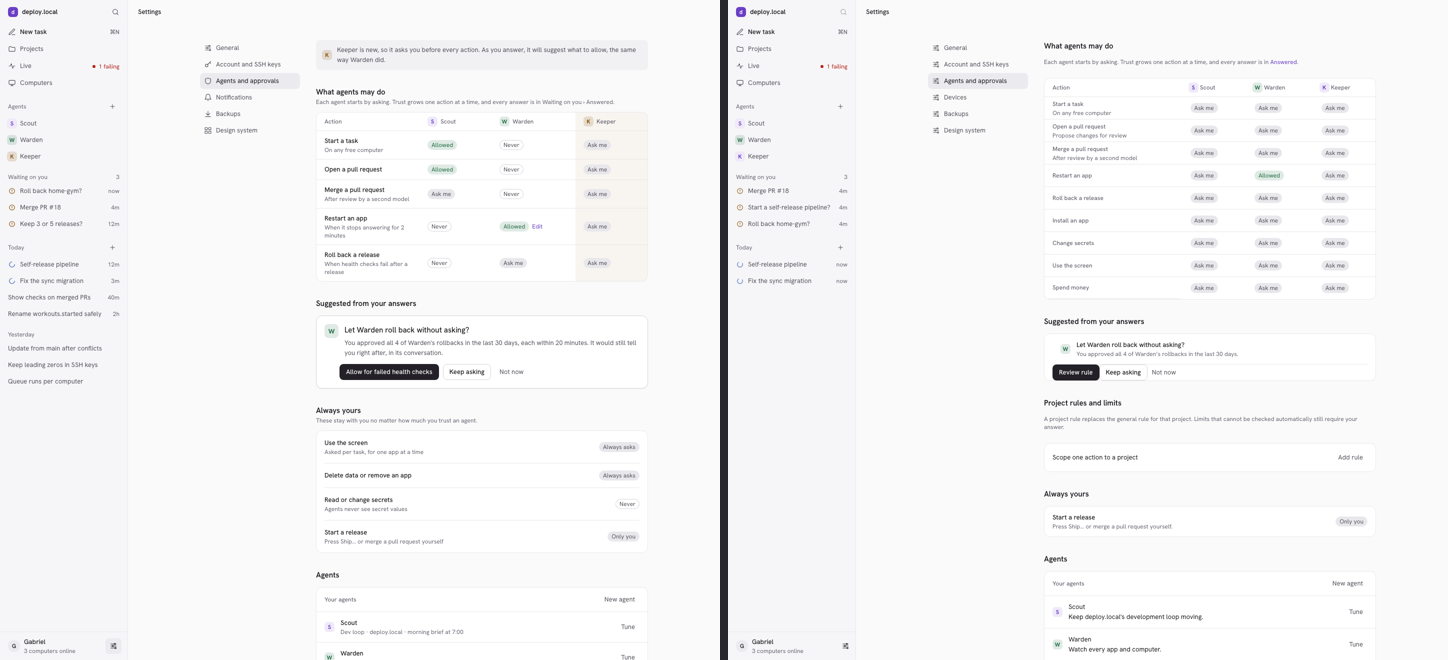 deploy.local
New task ⌘N
Projects
Live 1 failing
Computers
Agents
S Scout
W Warden
K Keeper
Waiting on you 3
Roll back home-gym? now
Merge PR #18 4m
Keep 3 or 5 releases? 12m
Today
Self-release pipeline 12m
Fix the sync migration 3m
Show checks on merged PRs 40m
Rename workouts.started safely 2h
Yesterday
Update from main after conflicts
Keep leading zeros in SSH keys
Queue runs per computer
G Gabriel
3 computers online
Settings
General
Account and SSH keys
Agents and approvals
Notifications
Backups
Design system
K Keeper is new, so it asks you before every action. As you answer, it will suggest what to allow, the same
way Warden did.
What agents may do
Each agent starts by asking. Trust grows one action at a time, and every answer is in Waiting on you › Answered.
Action S Scout W Warden K Keeper
Start a task
On any free computer
Allowed Never Ask me
Open a pull request Allowed Never Ask me
Merge a pull request
After review by a second model
Ask me Never Ask me
Restart an app
When it stops answering for 2
minutes
Never Allowed Edit Ask me
Roll back a release
When health checks fail after a
release
Never Ask me Ask me
Suggested from your answers
W Let Warden roll back without asking?
You approved all 4 of Warden's rollbacks in the last 30 days, each within 20 minutes. It would still tell
you right after, in its conversation.
Allow for failed health checks Keep asking Not now
Always yours
These stay with you no matter how much you trust an agent.
Use the screen
Asked per task, for one app at a time
Always asks
Delete data or remove an app Always asks
Read or change secrets
Agents never see secret values
Never
Start a release
Press Ship… or merge a pull request yourself
Only you
Agents
Your agents New agent
S Scout
Dev loop · deploy.local · morning brief at 7:00
Tune
W Warden Tune
deploy.local
New task ⌘N
Projects
Live 1 failing
Computers
Agents
S Scout
W Warden
K Keeper
Waiting on you 3
Merge PR #18 4m
Start a self-release pipeline? 4m
Roll back home-gym? 4m
Today
Self-release pipeline now
Fix the sync migration now
G Gabriel
3 computers online
Settings
General
Account and SSH keys
Agents and approvals
Devices
Backups
Design system
What agents may do
Each agent starts by asking. Trust grows one action at a time, and every answer is in Answered.
Action S Scout W Warden K Keeper
Start a task
On any free computer
Ask me Ask me Ask me
Open a pull request
Propose changes for review
Ask me Ask me Ask me
Merge a pull request
After review by a second model
Ask me Ask me Ask me
Restart an app Ask me Allowed Ask me
Roll back a release Ask me Ask me Ask me
Install an app Ask me Ask me Ask me
Change secrets Ask me Ask me Ask me
Use the screen Ask me Ask me Ask me
Spend money Ask me Ask me Ask me
Suggested from your answers
W Let Warden roll back without asking?
You approved all 4 of Warden's rollbacks in the last 30 days.
Review rule Keep asking Not now
Project rules and limits
A project rule replaces the general rule for that project. Limits that cannot be checked automatically still require your
answer.
Scope one action to a project Add rule
Always yours
Start a release
Press Ship… or merge a pull request yourself.
Only you
Agents
Your agents New agent
S Scout
Keep deploy.local's development loop moving.
Tune
W Warden
Watch every app and computer.
Tune